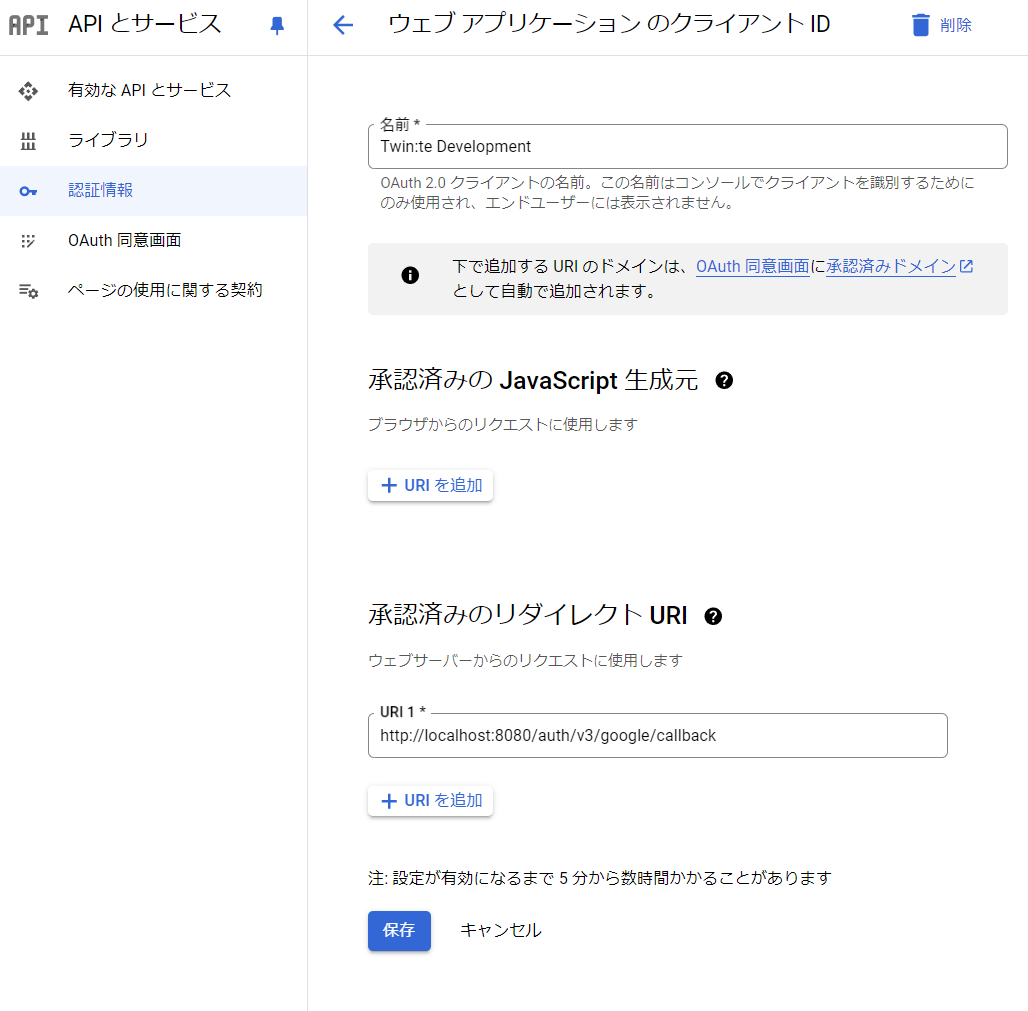 API API とサービス
ウェブ アプリケーション のクライアント ID
削除
有効な API とサービス
ライブラリ
認証情報
OAuth 同意画面
ページの使用に関する契約
名前 *
Twin:te Development
OAuth 2.0 クライアントの名前。この名前はコンソールでクライアントを識別するために
のみ使用され、エンドユーザーには表示されません。
下で追加する URI のドメインは、OAuth 同意画面に承認済みドメイン
として自動で追加されます。
承認済みの JavaScript 生成元
ブラウザからのリクエストに使用します
URI を追加
承認済みのリダイレクト URI
ウェブサーバーからのリクエストに使用します
URI 1 *
http://localhost:8080/auth/v3/google/callback
URI を追加
注: 設定が有効になるまで 5 分から数時間かかることがあります
保存
キャンセル